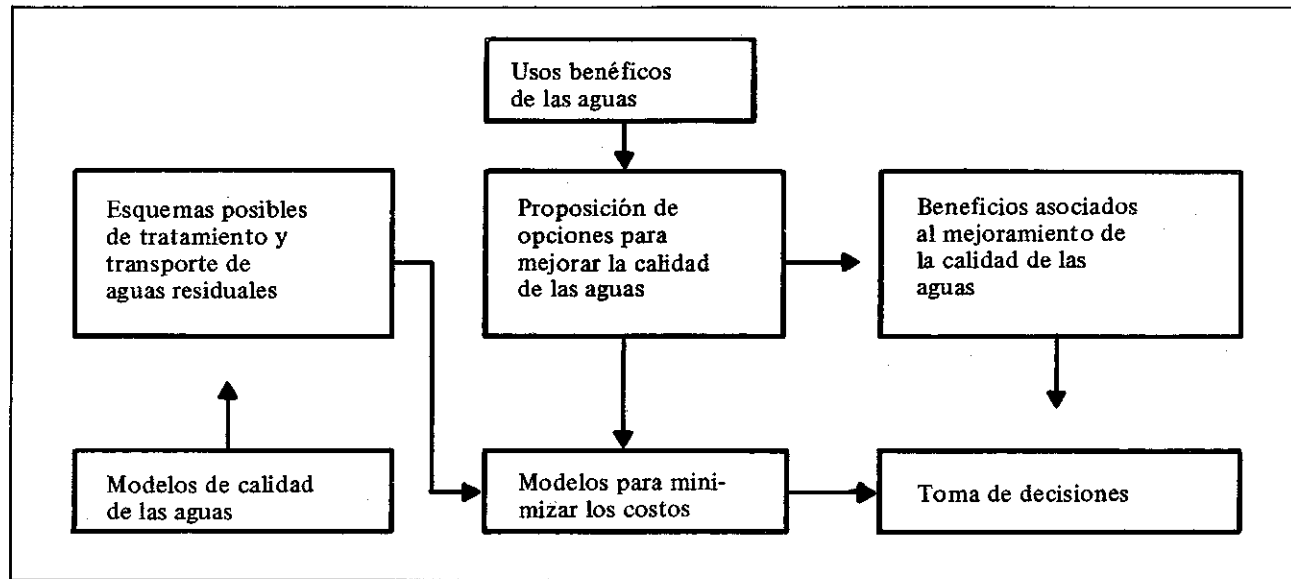 Usos benéficos
de las aguas
Esquemas posibles
de tratamiento y
transporte de
aguas residuales
Proposición de
opciones para
mejorar la calidad
de las aguas
Beneficios asociados
al mejoramiento de
la calidad de las
aguas
Modelos de calidad
de las aguas
Modelos para mini-
mizar los costos
Toma de decisiones